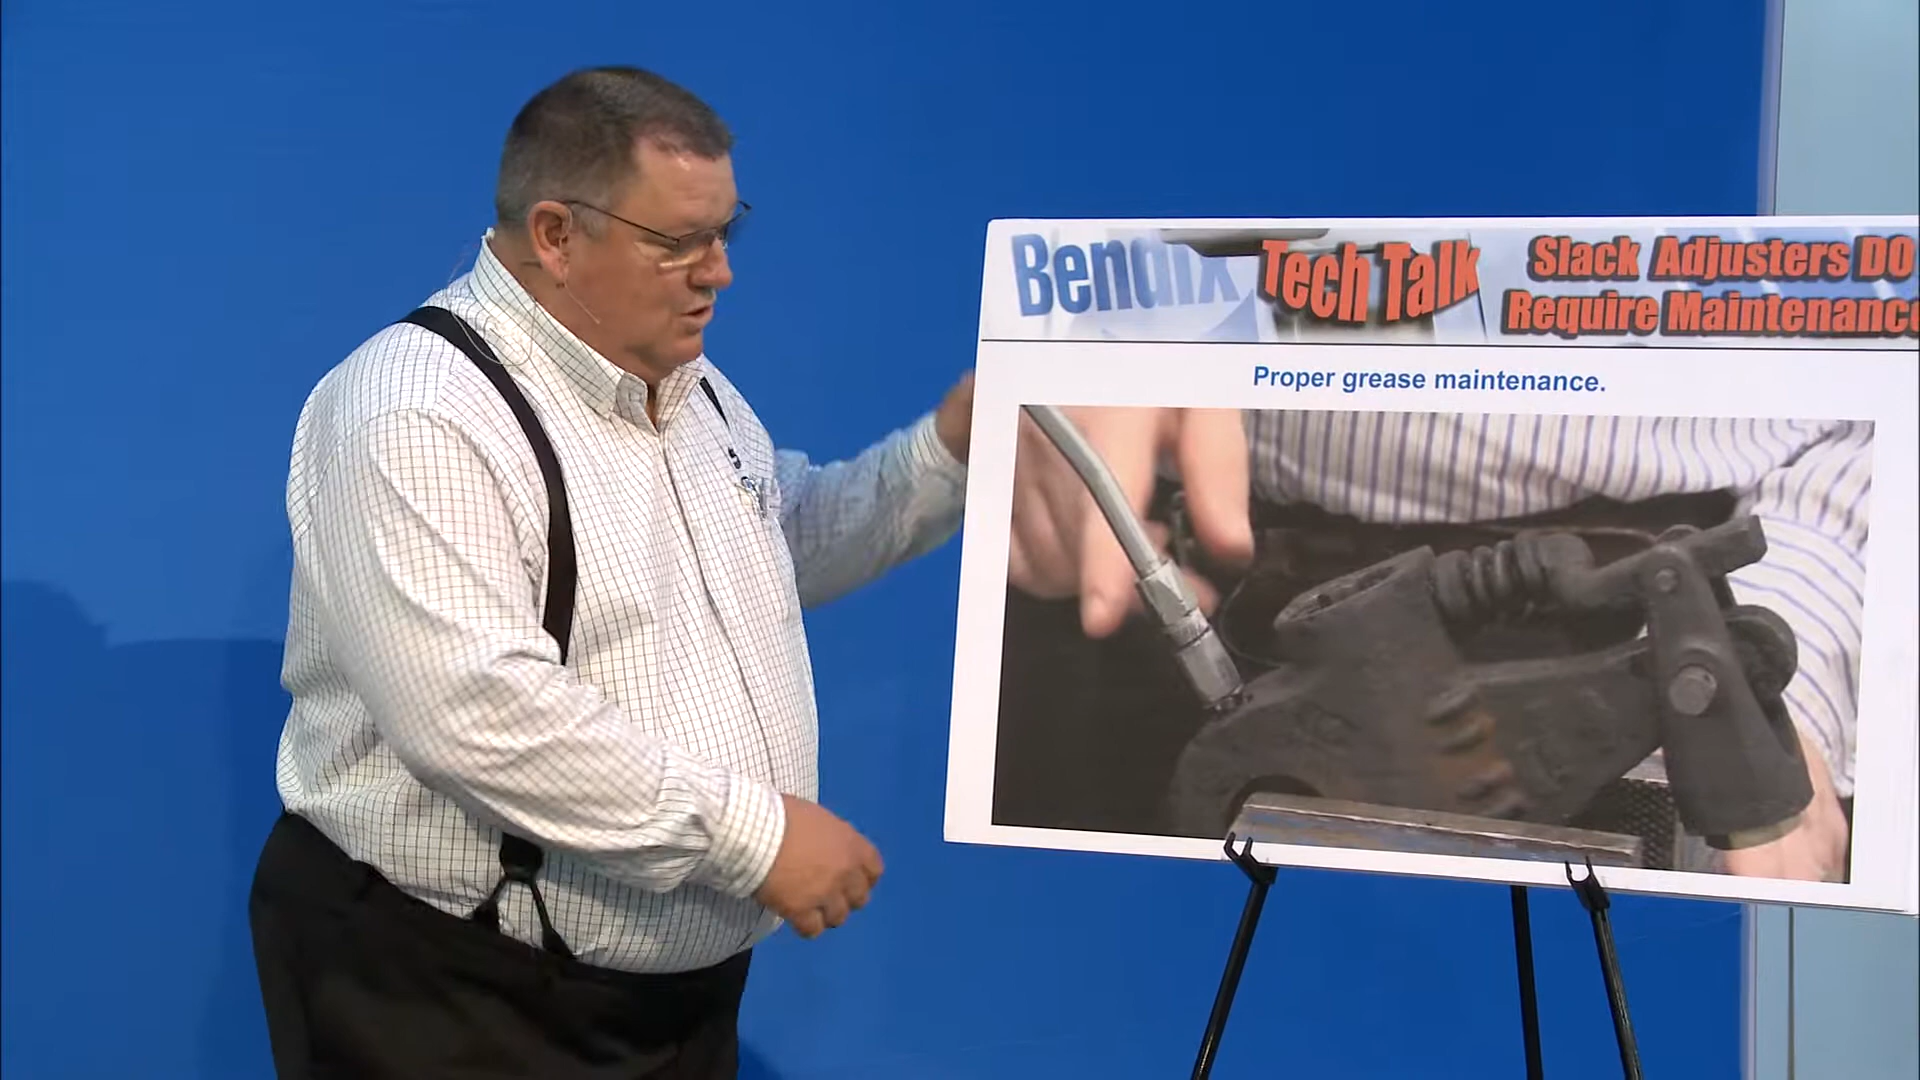 Bendix
Tech Talk
Slack Adjusters DO
Require Maintenance
Proper grease maintenance.